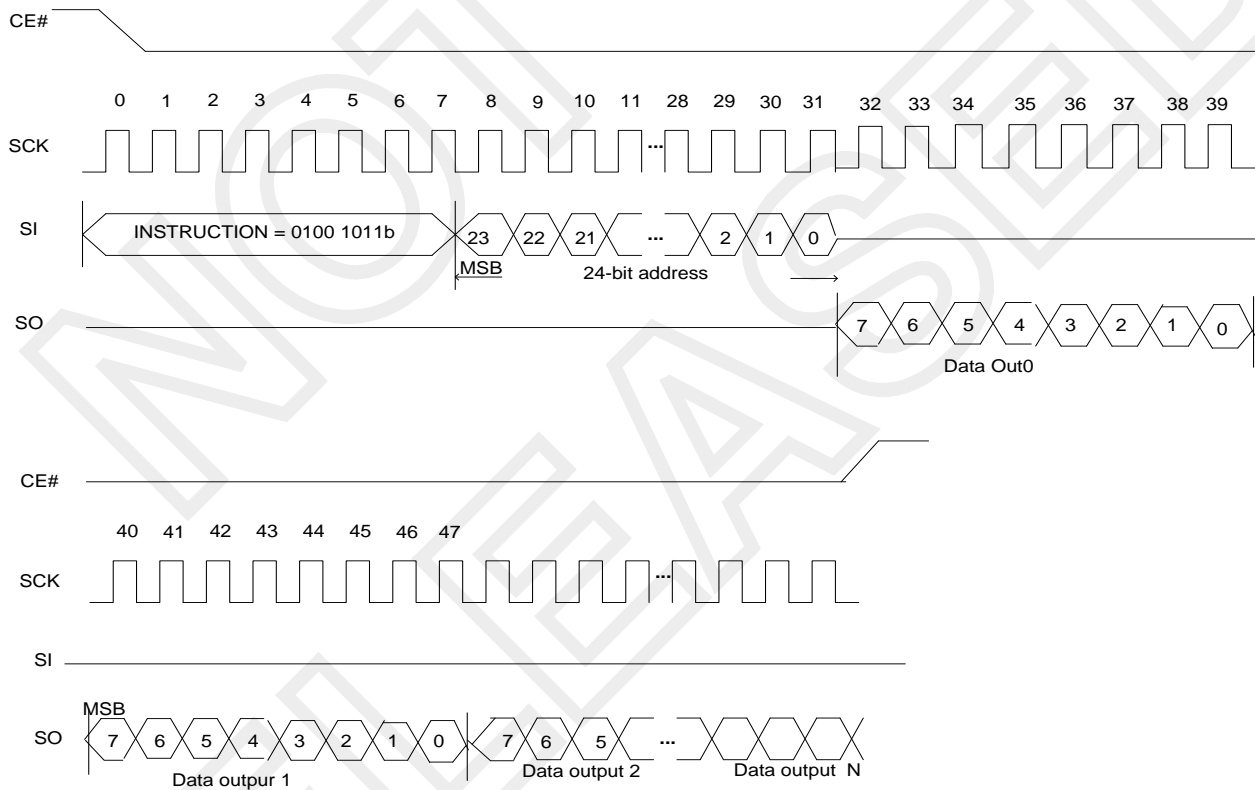 CE#
0 1 2 3 4 5 6 7 8 9 10 11 28 29 30 31 32 33 34 35 36 37 38 39
SCK ...
SI INSTRUCTION = 0100 1011b 23 22 21 ... 2 1 0
MSB 24-bit address
SO 7 6 5 4 3 2 1 0
Data Out0
CE#
40 41 42 43 44 45 46 47
SCK ...
SI
MSB
SO 7 6 5 4 3 2 1 0 7 6 5 ...
Data outpur 1 Data output 2 Data output N